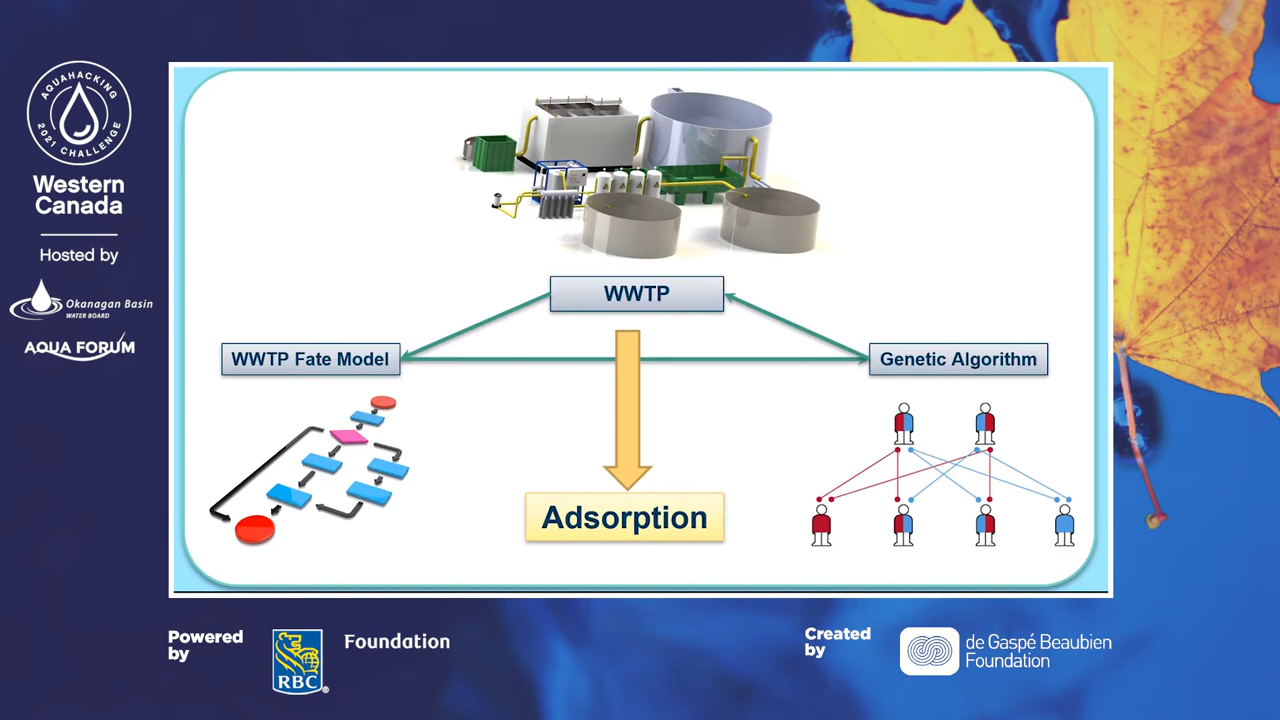 AQUAHACKING
2021 CHALLENGE
Western
Canada
Hosted by
Okanagan Basin
WATER BOARD
AQUA FORUM
WWTP
WWTP Fate Model
Genetic Algorithm
Adsorption
Powered
by
RBC®
Foundation
Created
by
de Gaspé Beaubien
Foundation